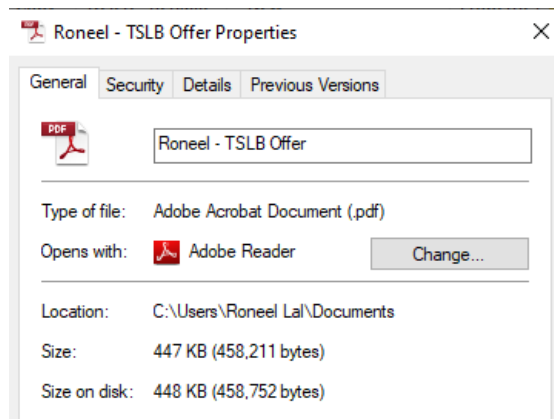 Roneel - TSLB Offer Properties
General Security Details Previous Versions
PDF
Roneel - TSLB Offer
Type of file: Adobe Acrobat Document (.pdf)
Opens with: Adobe Reader Change...
Location: C:\Users\Roneel Lal\Documents
Size: 447 KB (458,211 bytes)
Size on disk: 448 KB (458,752 bytes)